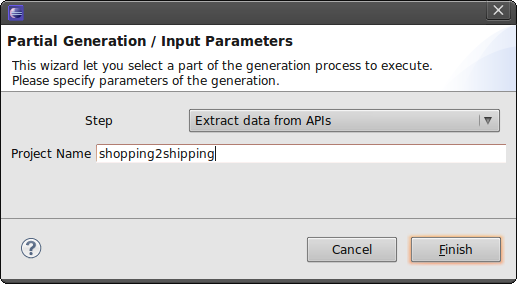 Partial Generation / Input Parameters
This wizard let you select a part of the generation process to execute.
Please specify parameters of the generation.
Step Extract data from APIs
Project Name shopping2shipping
? Cancel Finish